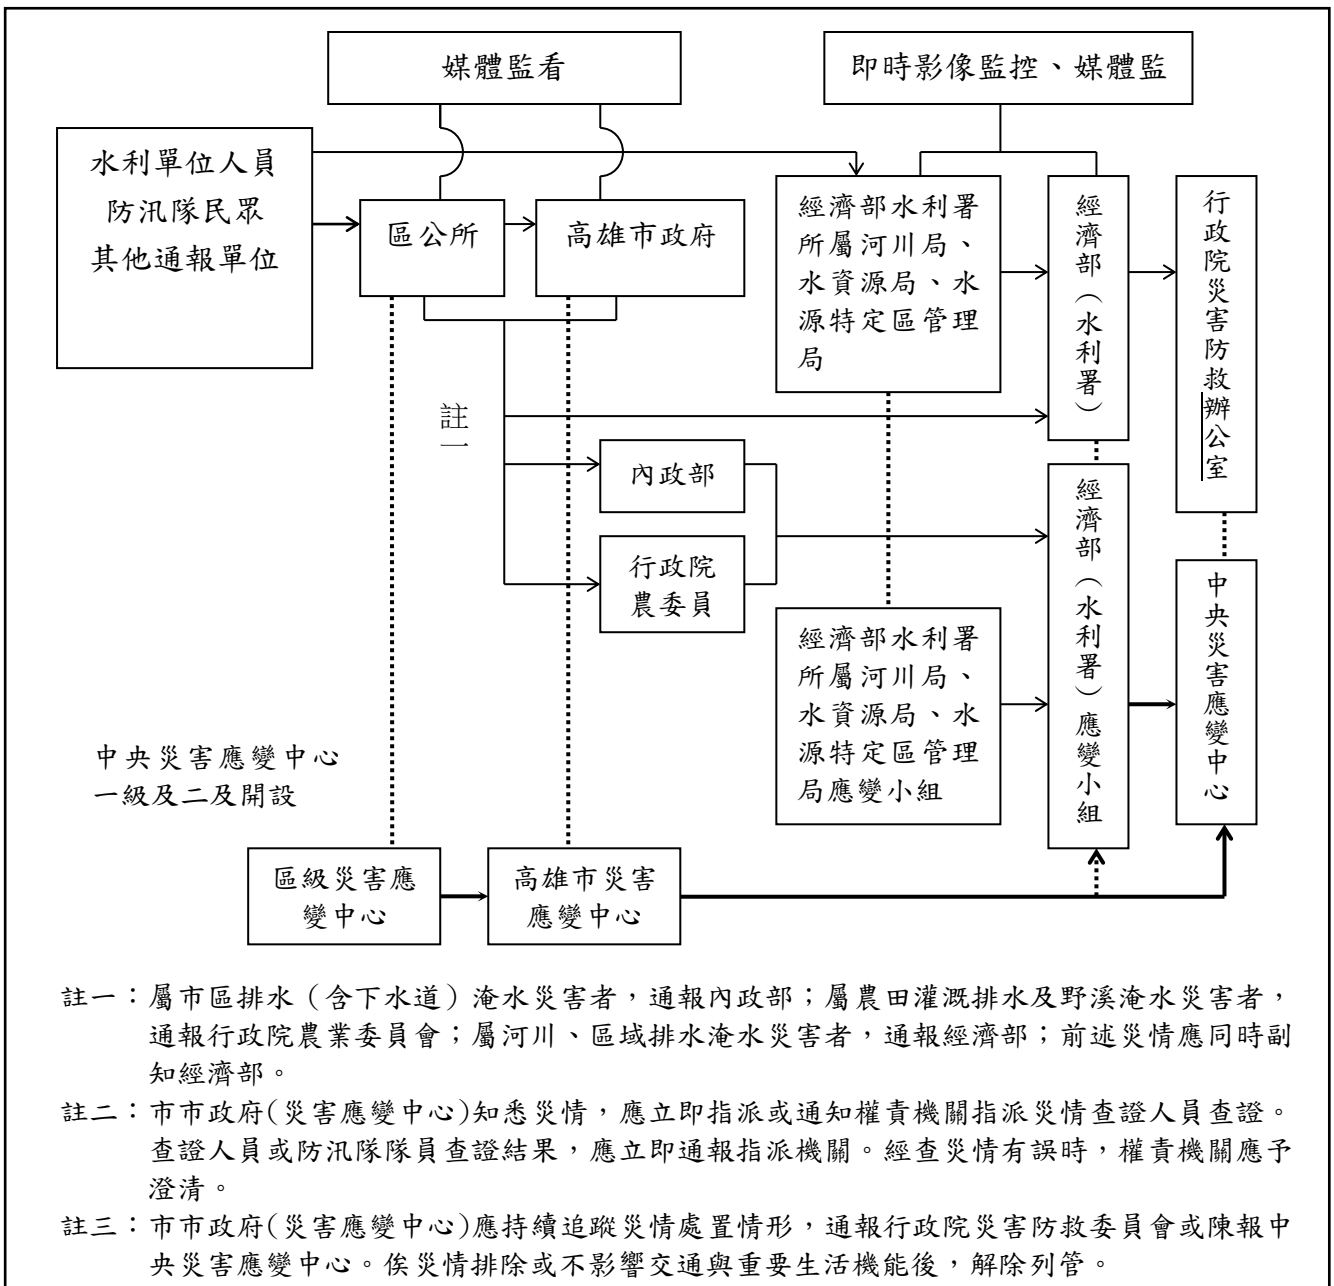 媒體監看
即時影像監控、媒體監
水利單位人員
防汛隊民眾
其他通報單位
區公所
高雄市政府
經濟部水利署
所屬河川局、
水資源局、水
源特定區管理
局
經濟部（水利署）
行政院災害防救辦公室
註一
內政部
行政院
農委員
經濟部水利署
所屬河川局、
水資源局、水
源特定區管理
局應變小組
經濟部（水利署）應變小組
中央災害應變中心
中央災害應變中心
一級及二及開設
區級災害應
變中心
高雄市災害
應變中心
註一：屬市區排水（含下水道）淹水災害者，通報內政部；屬農田灌溉排水及野溪淹水災害者，
通報行政院農業委員會；屬河川、區域排水淹水災害者，通報經濟部；前述災情應同時副
知經濟部。
註二：市市政府(災害應變中心)知悉災情，應立即指派或通知權責機關指派災情查證人員查證。
查證人員或防汛隊隊員查證結果，應立即通報指派機關。經查災情有誤時，權責機關應予
澄清。
註三：市市政府(災害應變中心)應持續追蹤災情處置情形，通報行政院災害防救委員會或陳報中
央災害應變中心。俟災情排除或不影響交通與重要生活機能後，解除列管。